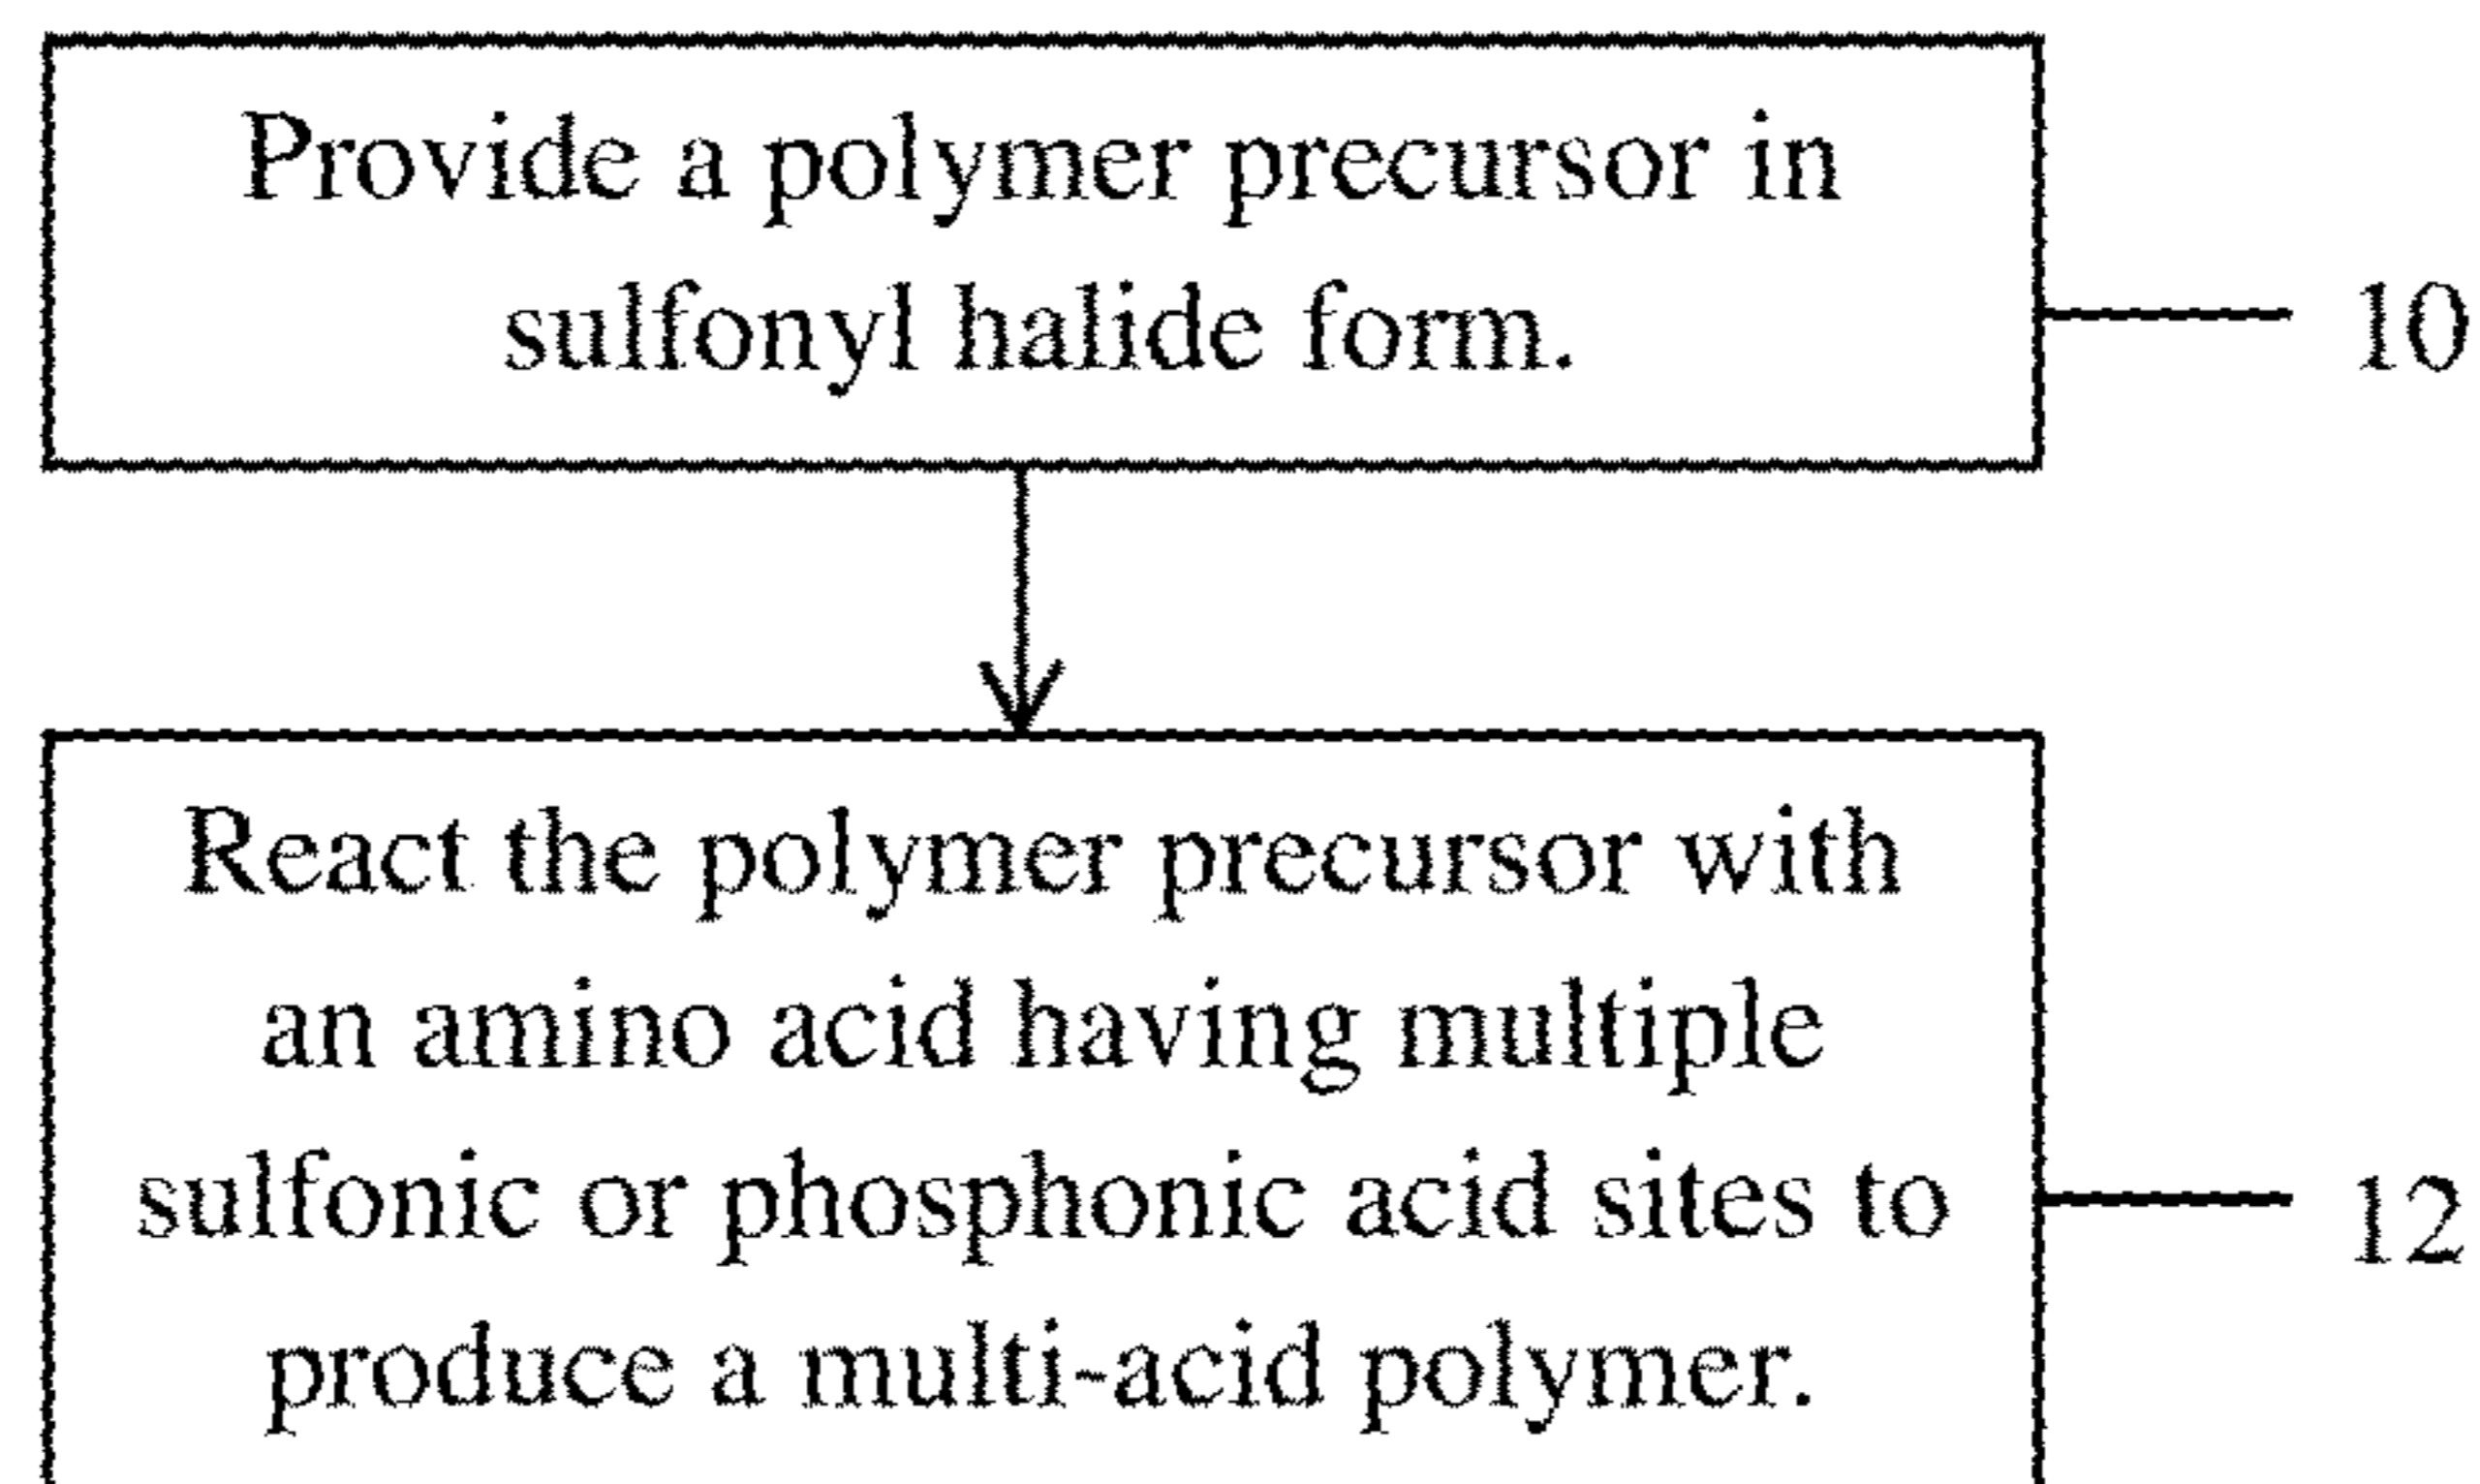 Provide a polymer precursor in
sulfonyl halide form.
10
React the polymer precursor with
an amino acid having multiple
sulfonic or phosphonic acid sites to
12
produce a multi-acid polymer.